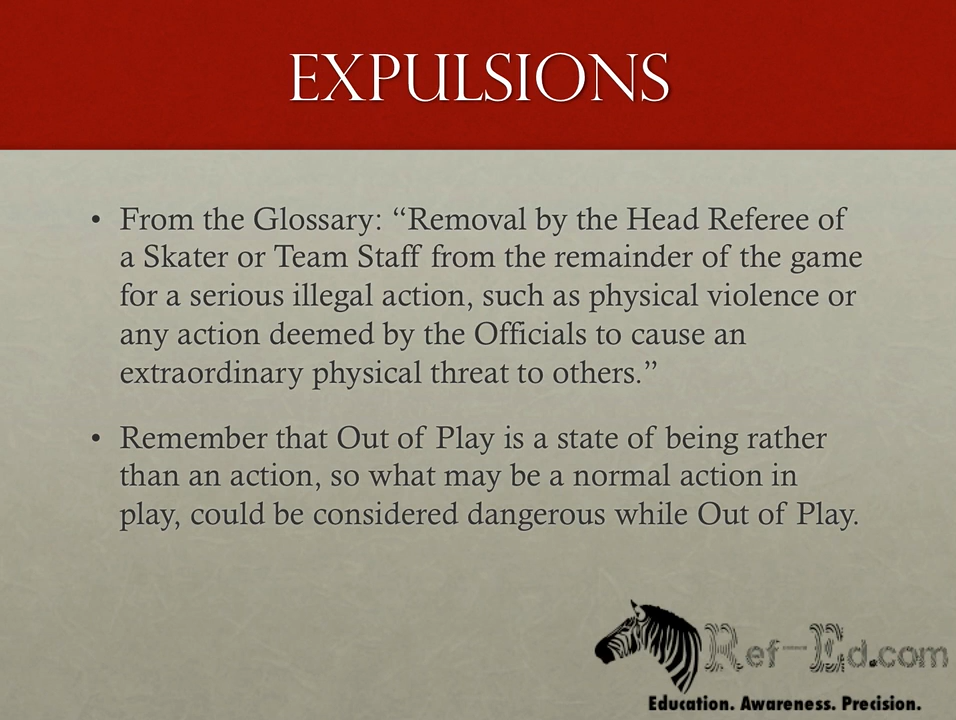 EXPULSIONS
• From the Glossary: “Removal by the Head Referee of
a Skater or Team Staff from the remainder of the game
for a serious illegal action, such as physical violence or
any action deemed by the Officials to cause an
extraordinary physical threat to others.”
• Remember that Out of Play is a state of being rather
than an action, so what may be a normal action in
play, could be considered dangerous while Out of Play.
Ref-Ed.com
Education. Awareness. Precision.